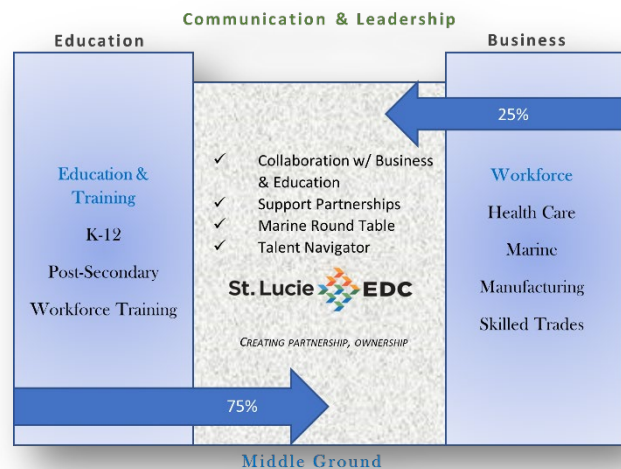 Communication & Leadership
Education
Business
25%
Education &
Training
K-12
Post-Secondary
Workforce Training
✓ Collaboration w/ Business
& Education
✓ Support Partnerships
✓ Marine Round Table
✓ Talent Navigator
St. Lucie EDC
CREATING PARTNERSHIP, OWNERSHIP
Workforce
Health Care
Marine
Manufacturing
Skilled Trades
75%
Middle Ground